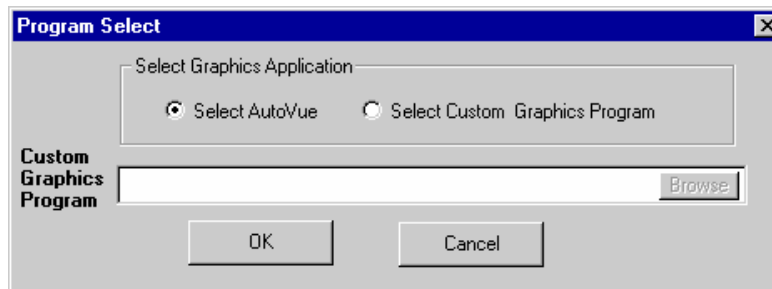 Program Select
Select Graphics Application
Select AutoVue
Select Custom Graphics Program
Custom
Graphics
Program
Browse
OK
Cancel